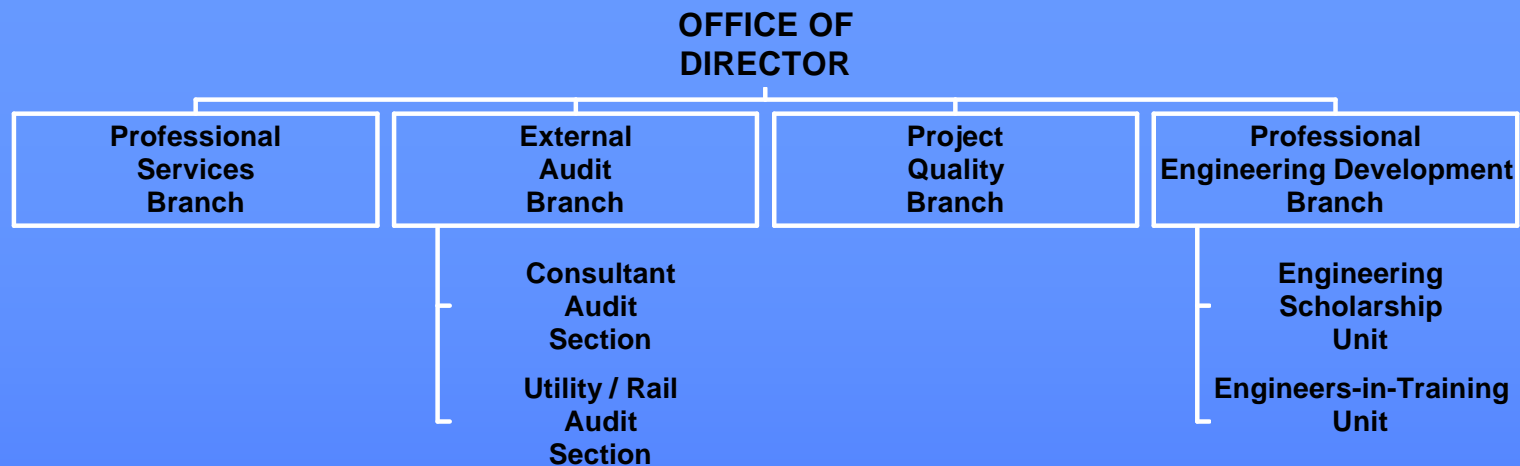 OFFICE OF
DIRECTOR
Professional
Services
Branch
External
Audit
Branch
Project
Quality
Branch
Professional
Engineering Development
Branch
Consultant
Audit
Section
Utility / Rail
Audit
Section
Engineering
Scholarship
Unit
Engineers-in-Training
Unit